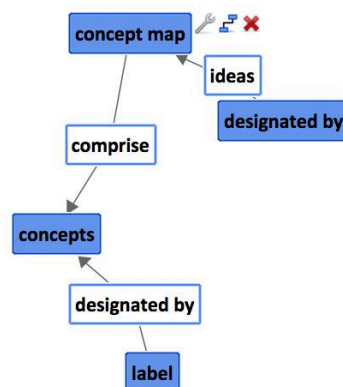 concept map
ideas
designated by
comprise
concepts
designated by
label